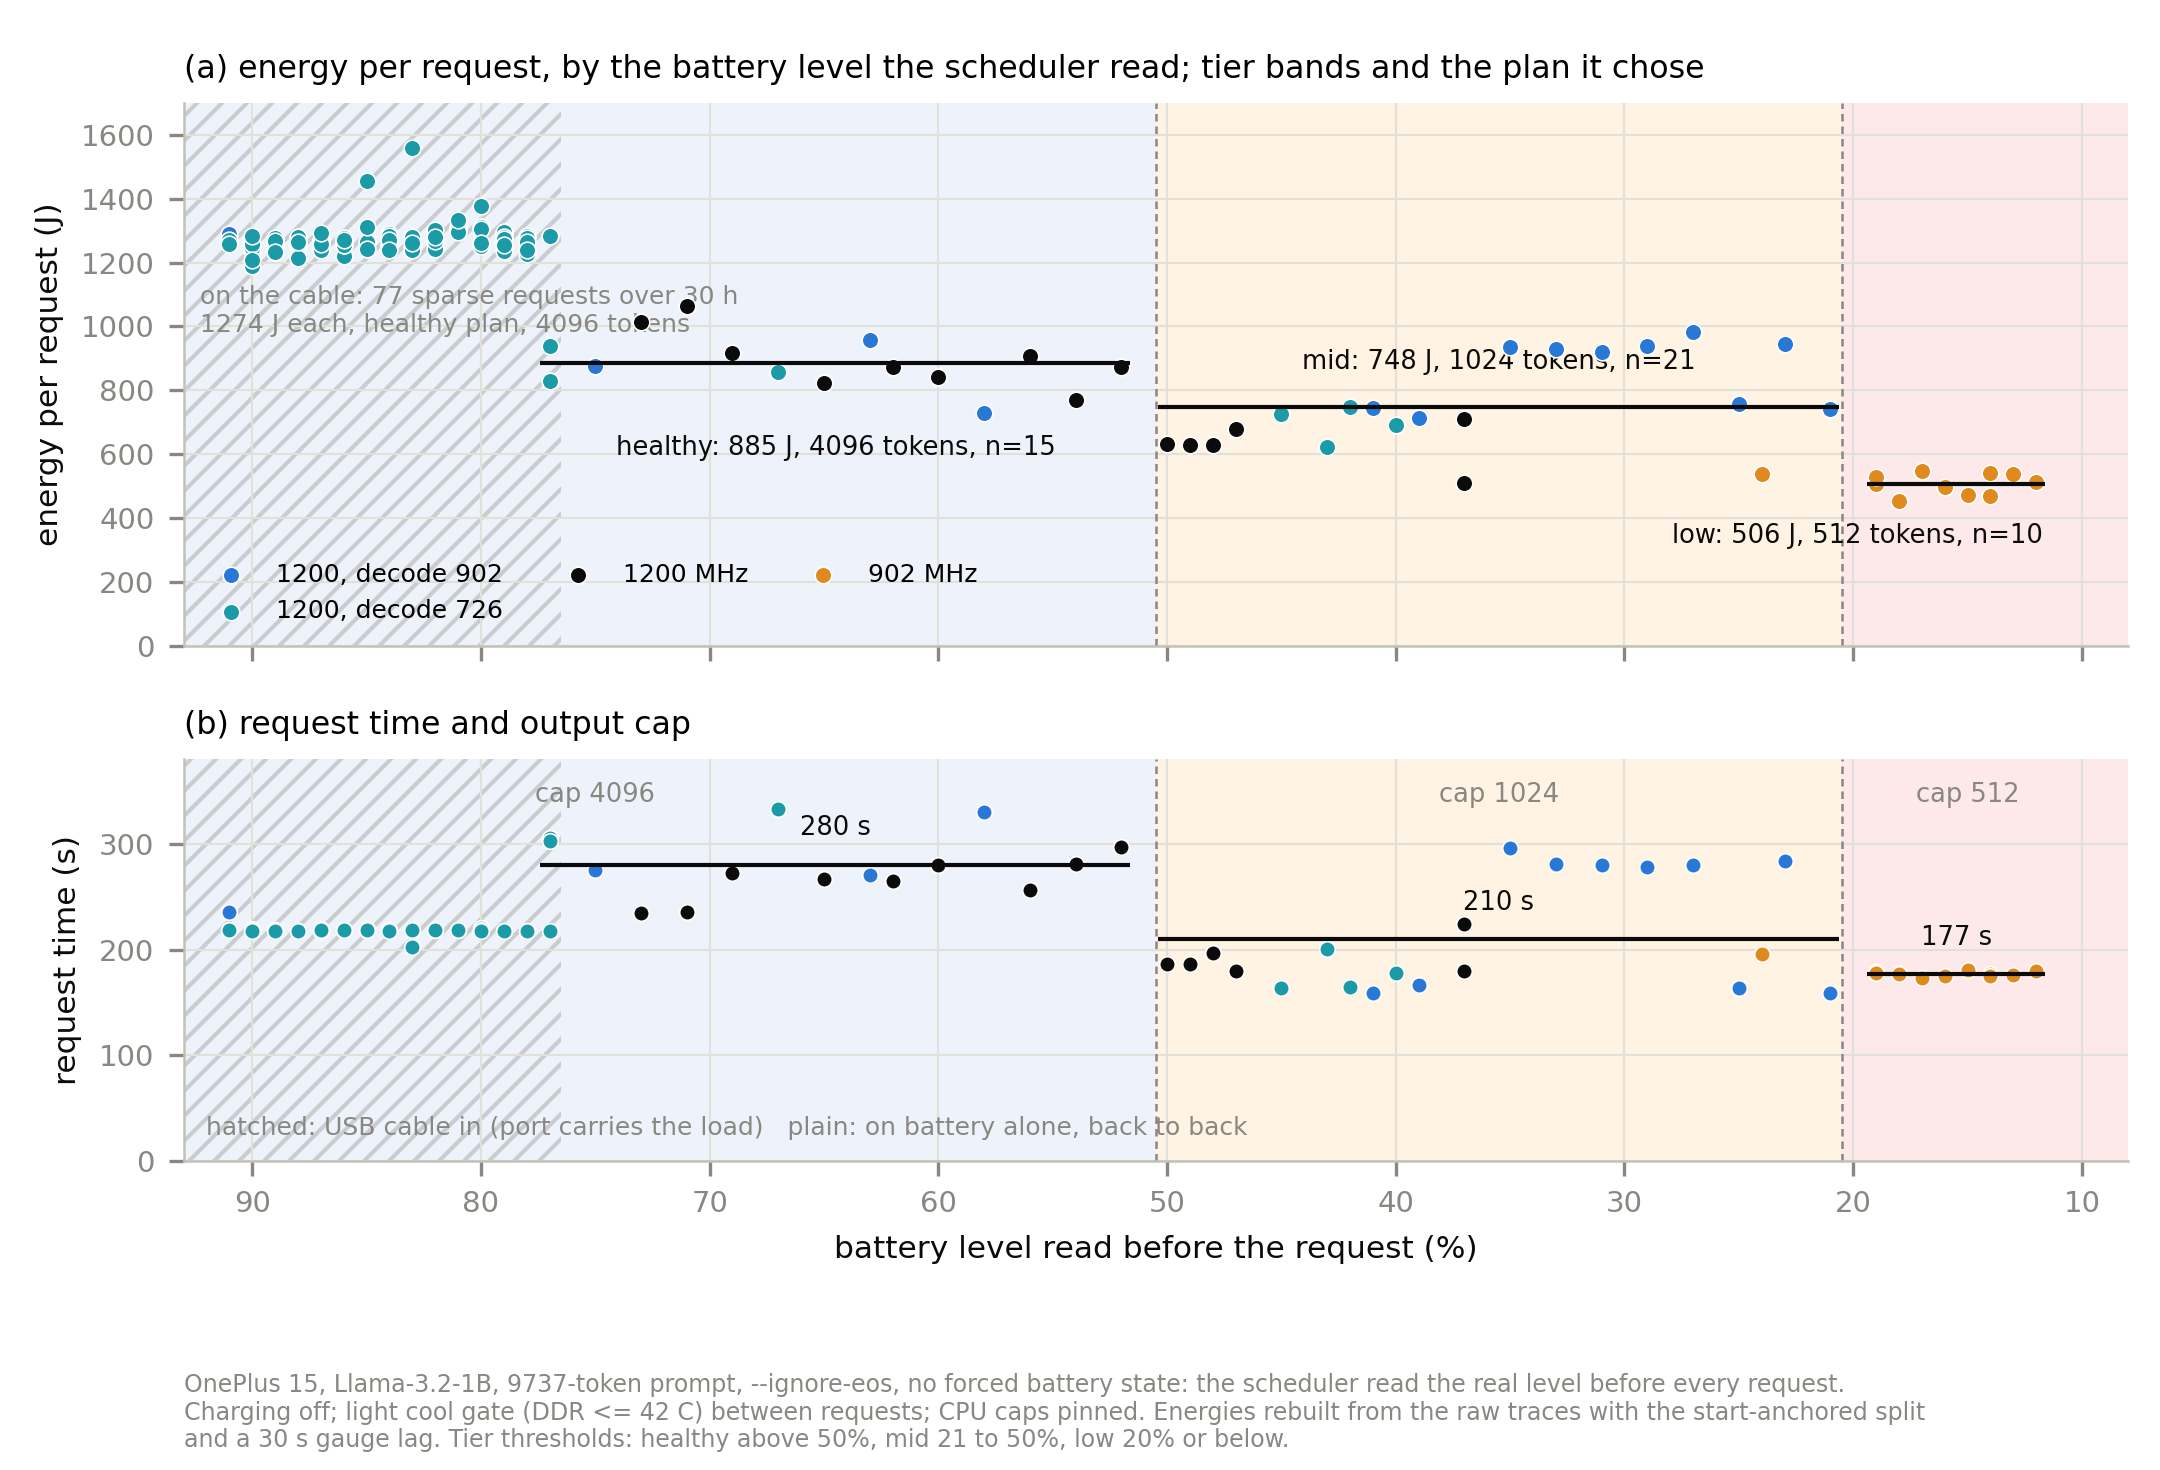 (a) energy per request, by the battery level the scheduler read; tier bands and the plan it chose
energy per request (J)
1600
1400
1200
1000
800
600
400
200
0
on the cable: 77 sparse requests over 30 h
1274 J each, healthy plan, 4096 tokens
healthy: 885 J, 4096 tokens, n=15
mid: 748 J, 1024 tokens, n=21
low: 506 J, 512 tokens, n=10
1200, decode 902
1200, decode 726
1200 MHz
902 MHz
(b) request time and output cap
request time (s)
300
200
100
0
cap 4096
cap 1024
cap 512
280 s
210 s
177 s
hatched: USB cable in (port carries the load)   plain: on battery alone, back to back
90
80
70
60
50
40
30
20
10
battery level read before the request (%)
OnePlus 15, Llama-3.2-1B, 9737-token prompt, --ignore-eos, no forced battery state: the scheduler read the real level before every request.
Charging off; light cool gate (DDR <= 42 C) between requests; CPU caps pinned. Energies rebuilt from the raw traces with the start-anchored split
and a 30 s gauge lag. Tier thresholds: healthy above 50%, mid 21 to 50%, low 20% or below.